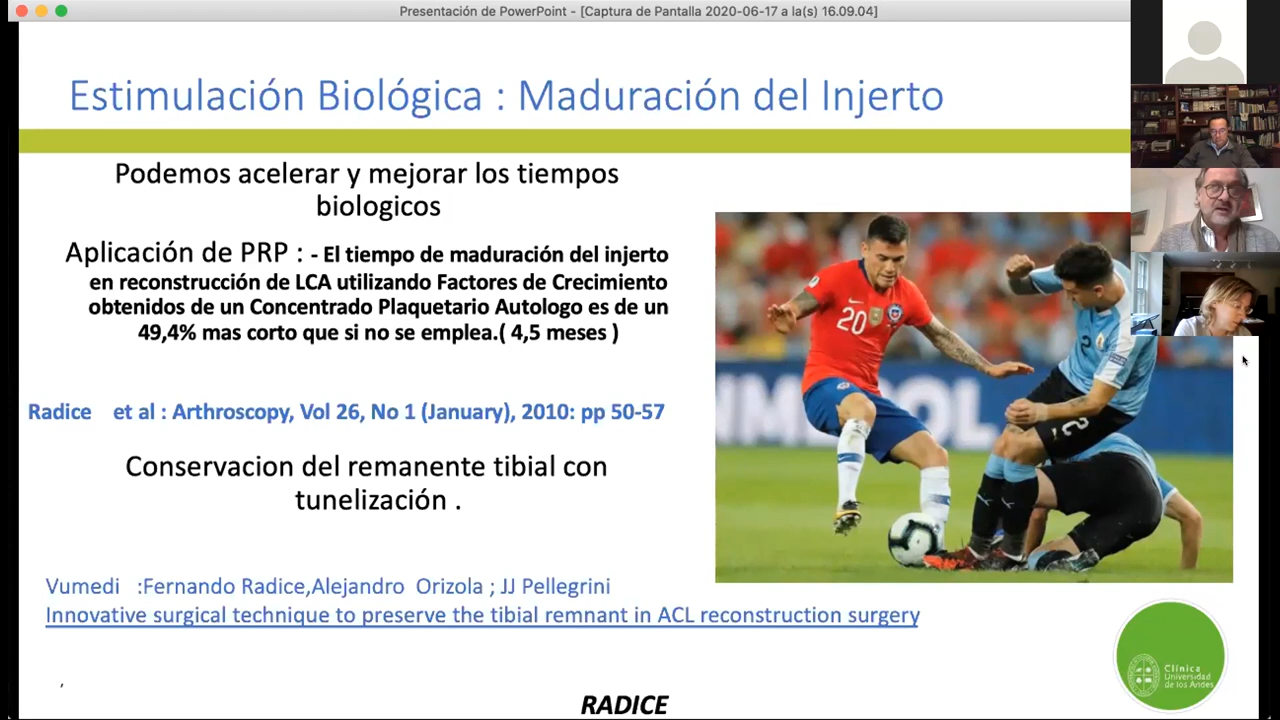 Presentación de PowerPoint - [Captura de Pantalla 2020-06-17 a la(s) 16.09.04]
Estimulación Biológica : Maduración del Injerto
Podemos acelerar y mejorar los tiempos
biologicos
Aplicación de PRP : - El tiempo de maduración del injerto
en reconstrucción de LCA utilizando Factores de Crecimiento
obtenidos de un Concentrado Plaquetario Autologo es de un
49,4% mas corto que si no se emplea.( 4,5 meses )
Radice et al : Arthroscopy, Vol 26, No 1 (January), 2010: pp 50-57
Conservacion del remanente tibial con
tunelización .
20
2
2
Vumedi :Fernando Radice,Alejandro Orizola ; JJ Pellegrini
Innovative surgical technique to preserve the tibial remnant in ACL reconstruction surgery
Clínica
Universidad
de los Andes
,
RADICE